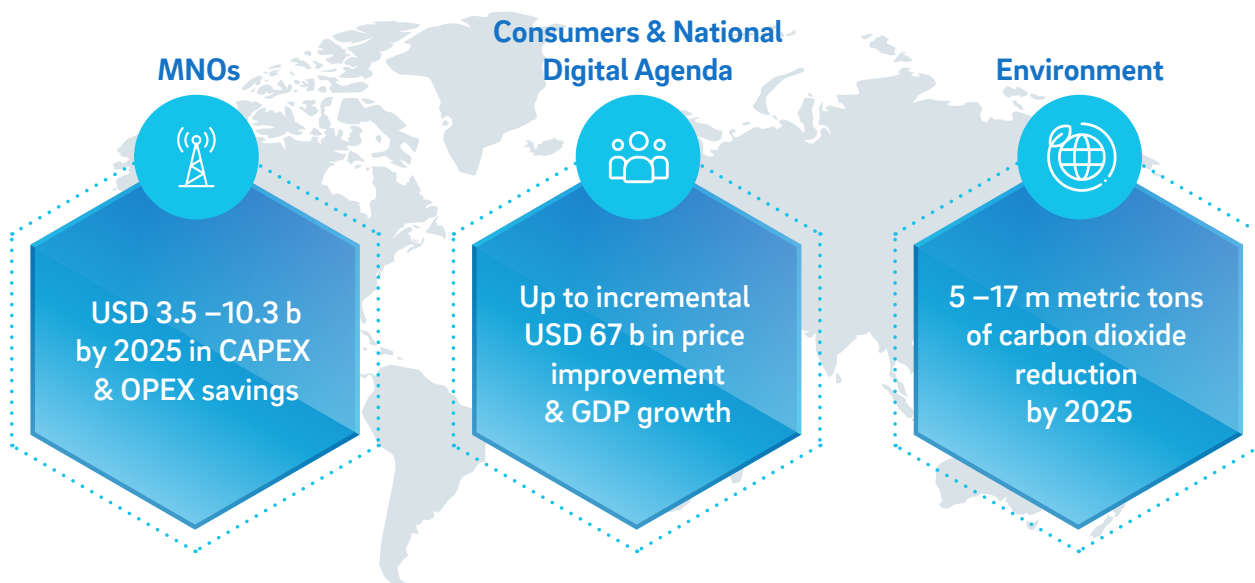 MNOs
USD 3.5 –10.3 b
by 2025 in CAPEX
& OPEX savings
Consumers & National
Digital Agenda
Up to incremental
USD 67 b in price
improvement
& GDP growth
Environment
5 –17 m metric tons
of carbon dioxide
reduction
by 2025